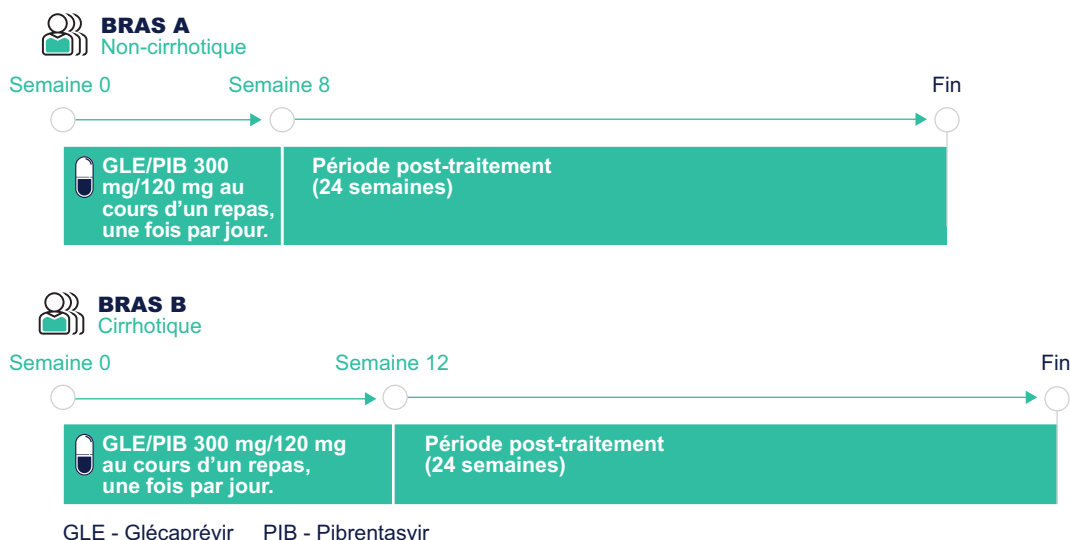 BRAS A
Non-cirrhotique
Semaine 0
Semaine 8
Fin
GLE/PIB 300
mg/120 mg au
cours d’un repas,
une fois par jour.
Période post-traitement
(24 semaines)
BRAS B
Cirrhotique
Semaine 0
Semaine 12
Fin
GLE/PIB 300 mg/120 mg
au cours d’un repas,
une fois par jour.
Période post-traitement
(24 semaines)
GLE - Glécaprévir PIB - Pibrentasvir